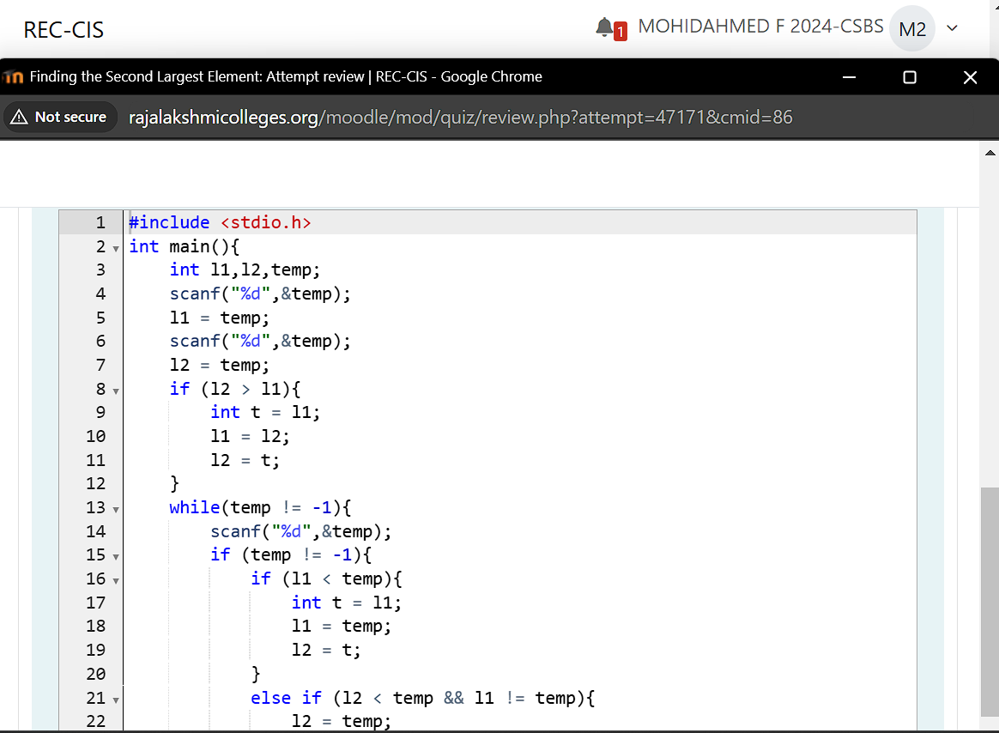 REC-CIS
1 MOHIDAHMED F 2024-CSBS M2
Finding the Second Largest Element: Attempt review | REC-CIS - Google Chrome
Not secure rajalakshmicolleges.org/moodle/mod/quiz/review.php?attempt=47171&cmid=86
1 #include <stdio.h>
2 int main(){
3     int l1,l2,temp;
4     scanf("%d",&temp);
5     l1 = temp;
6     scanf("%d",&temp);
7     l2 = temp;
8     if (l2 > l1){
9         int t = l1;
10         l1 = l2;
11         l2 = t;
12     }
13     while(temp != -1){
14         scanf("%d",&temp);
15         if (temp != -1){
16             if (l1 < temp){
17                 int t = l1;
18                 l1 = temp;
19                 l2 = t;
20             }
21             else if (l2 < temp && l1 != temp){
22                 l2 = temp;